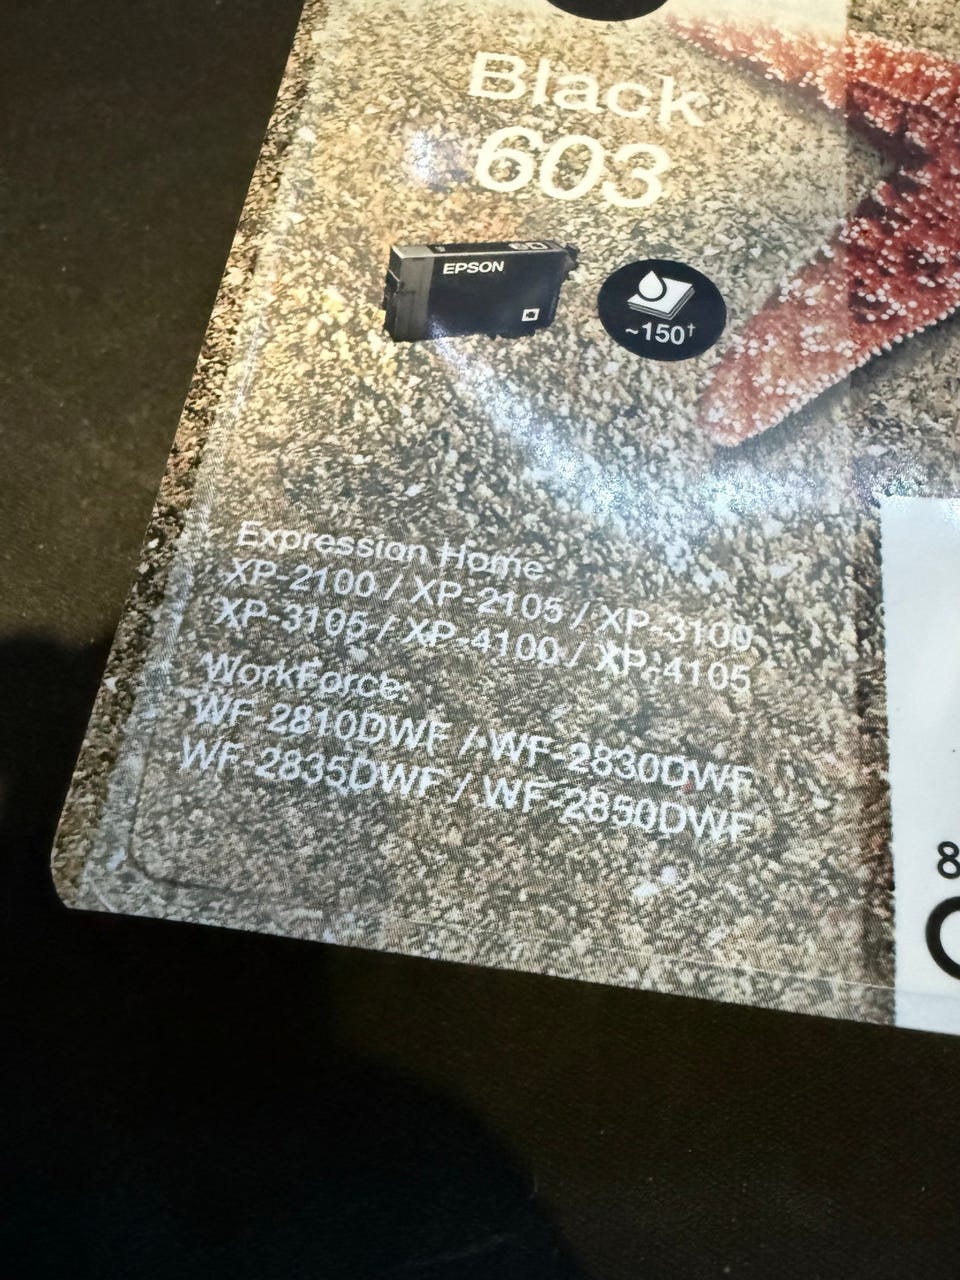 Black
603
EPSON
~150†
Expression Home
XP-2100 / XP-2105 / XP-3100
XP-3105 / XP-4100 / XP-4105
WorkForce
WF-2810DWF / WF-2830DWF
WF-2835DWF / WF-2850DWF
8